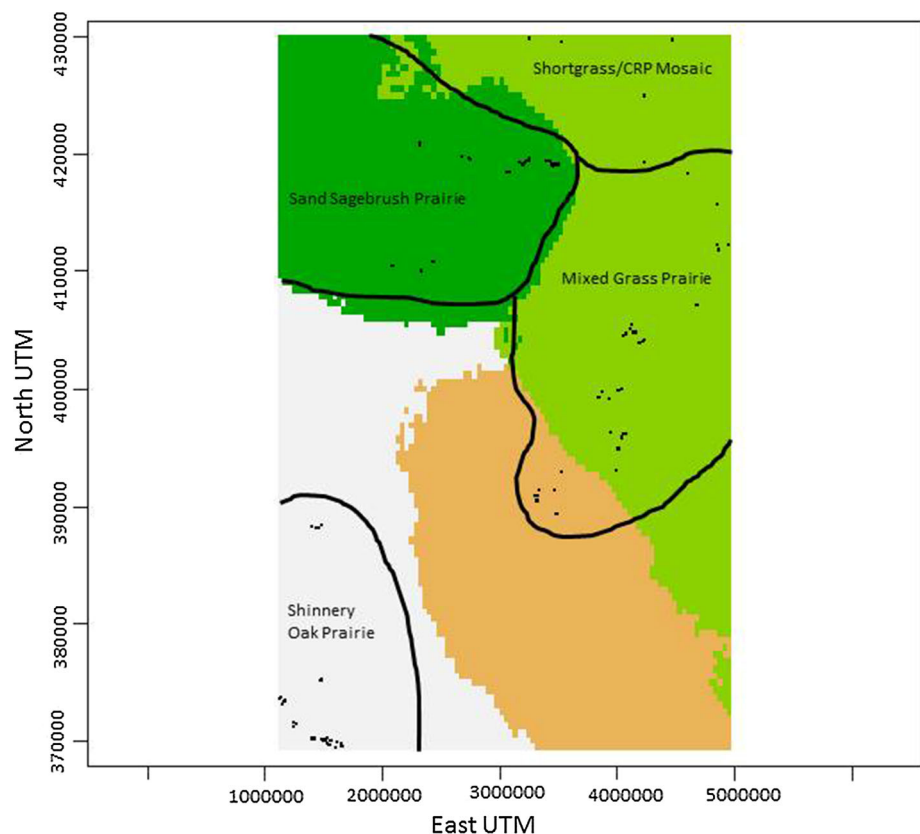 North UTM
430000
420000
410000
400000
390000
380000
370000
Shortgrass/CRP Mosaic
Sand Sagebrush Prairie
Mixed Grass Prairie
Shinnery
Oak Prairie
1000000
2000000
3000000
4000000
5000000
East UTM